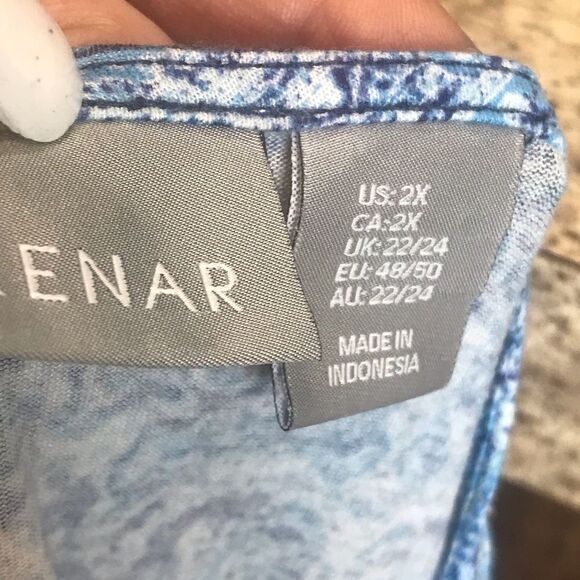 ENAR
US: 2X
CA: 2X
UK: 22/24
EU: 48/50
AU: 22/24
MADE IN
INDONESIA